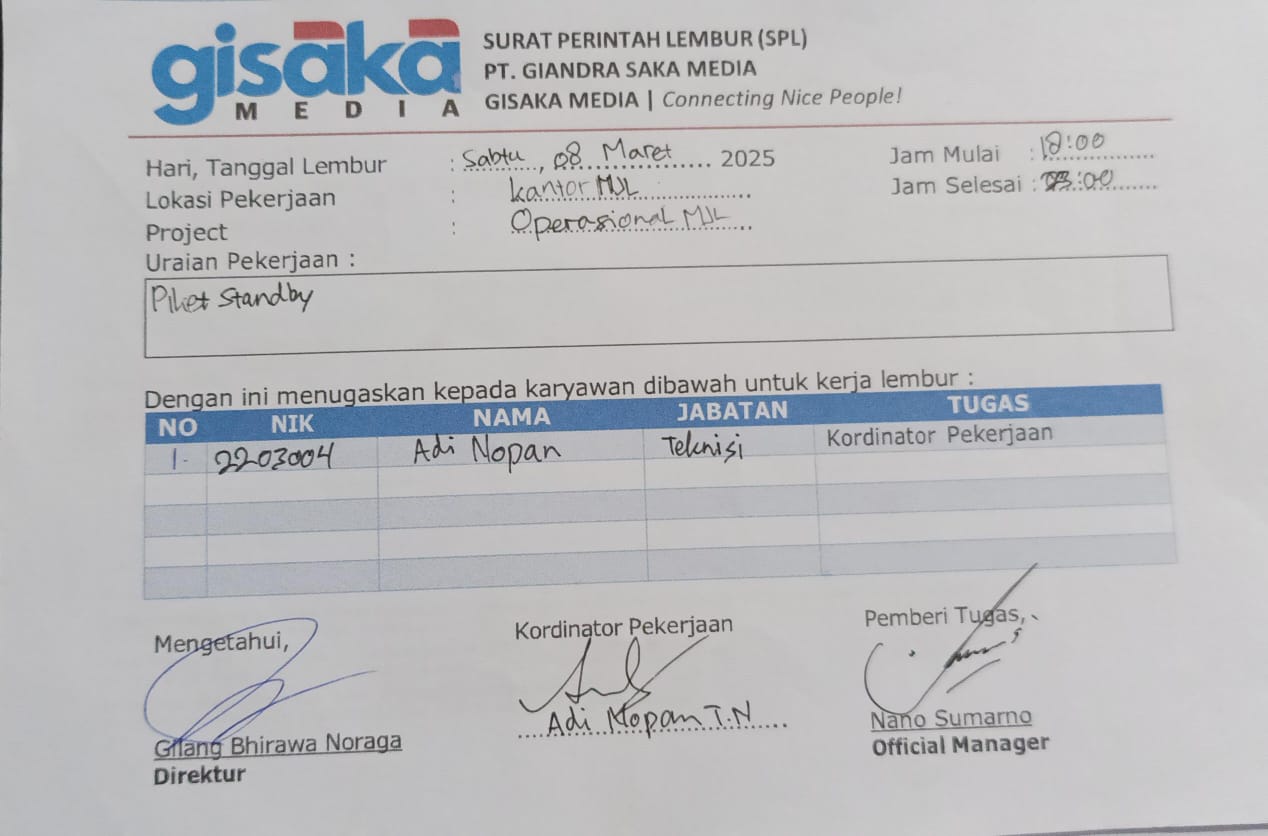 gisaka
MEDIA
SURAT PERINTAH LEMBUR (SPL)
PT. GIANDRA SAKA MEDIA
GISAKA MEDIA | Connecting Nice People!
Hari, Tanggal Lembur : Sabtu, 08 Maret 2025
Jam Mulai : 18:00
Lokasi Pekerjaan : kantor MJL
Jam Selesai : :00
Project : Operasional MJL
Uraian Pekerjaan :
Piket Standby
Dengan ini menugaskan kepada karyawan dibawah untuk kerja lembur :
NO NIK NAMA JABATAN TUGAS
1. 2203004 Adi Nopan Teknisi Kordinator Pekerjaan
Mengetahui, Kordinator Pekerjaan Pemberi Tugas,
Gilang Bhirawa Noraga Adi Nopan T.N Nano Sumarno
Direktur Official Manager